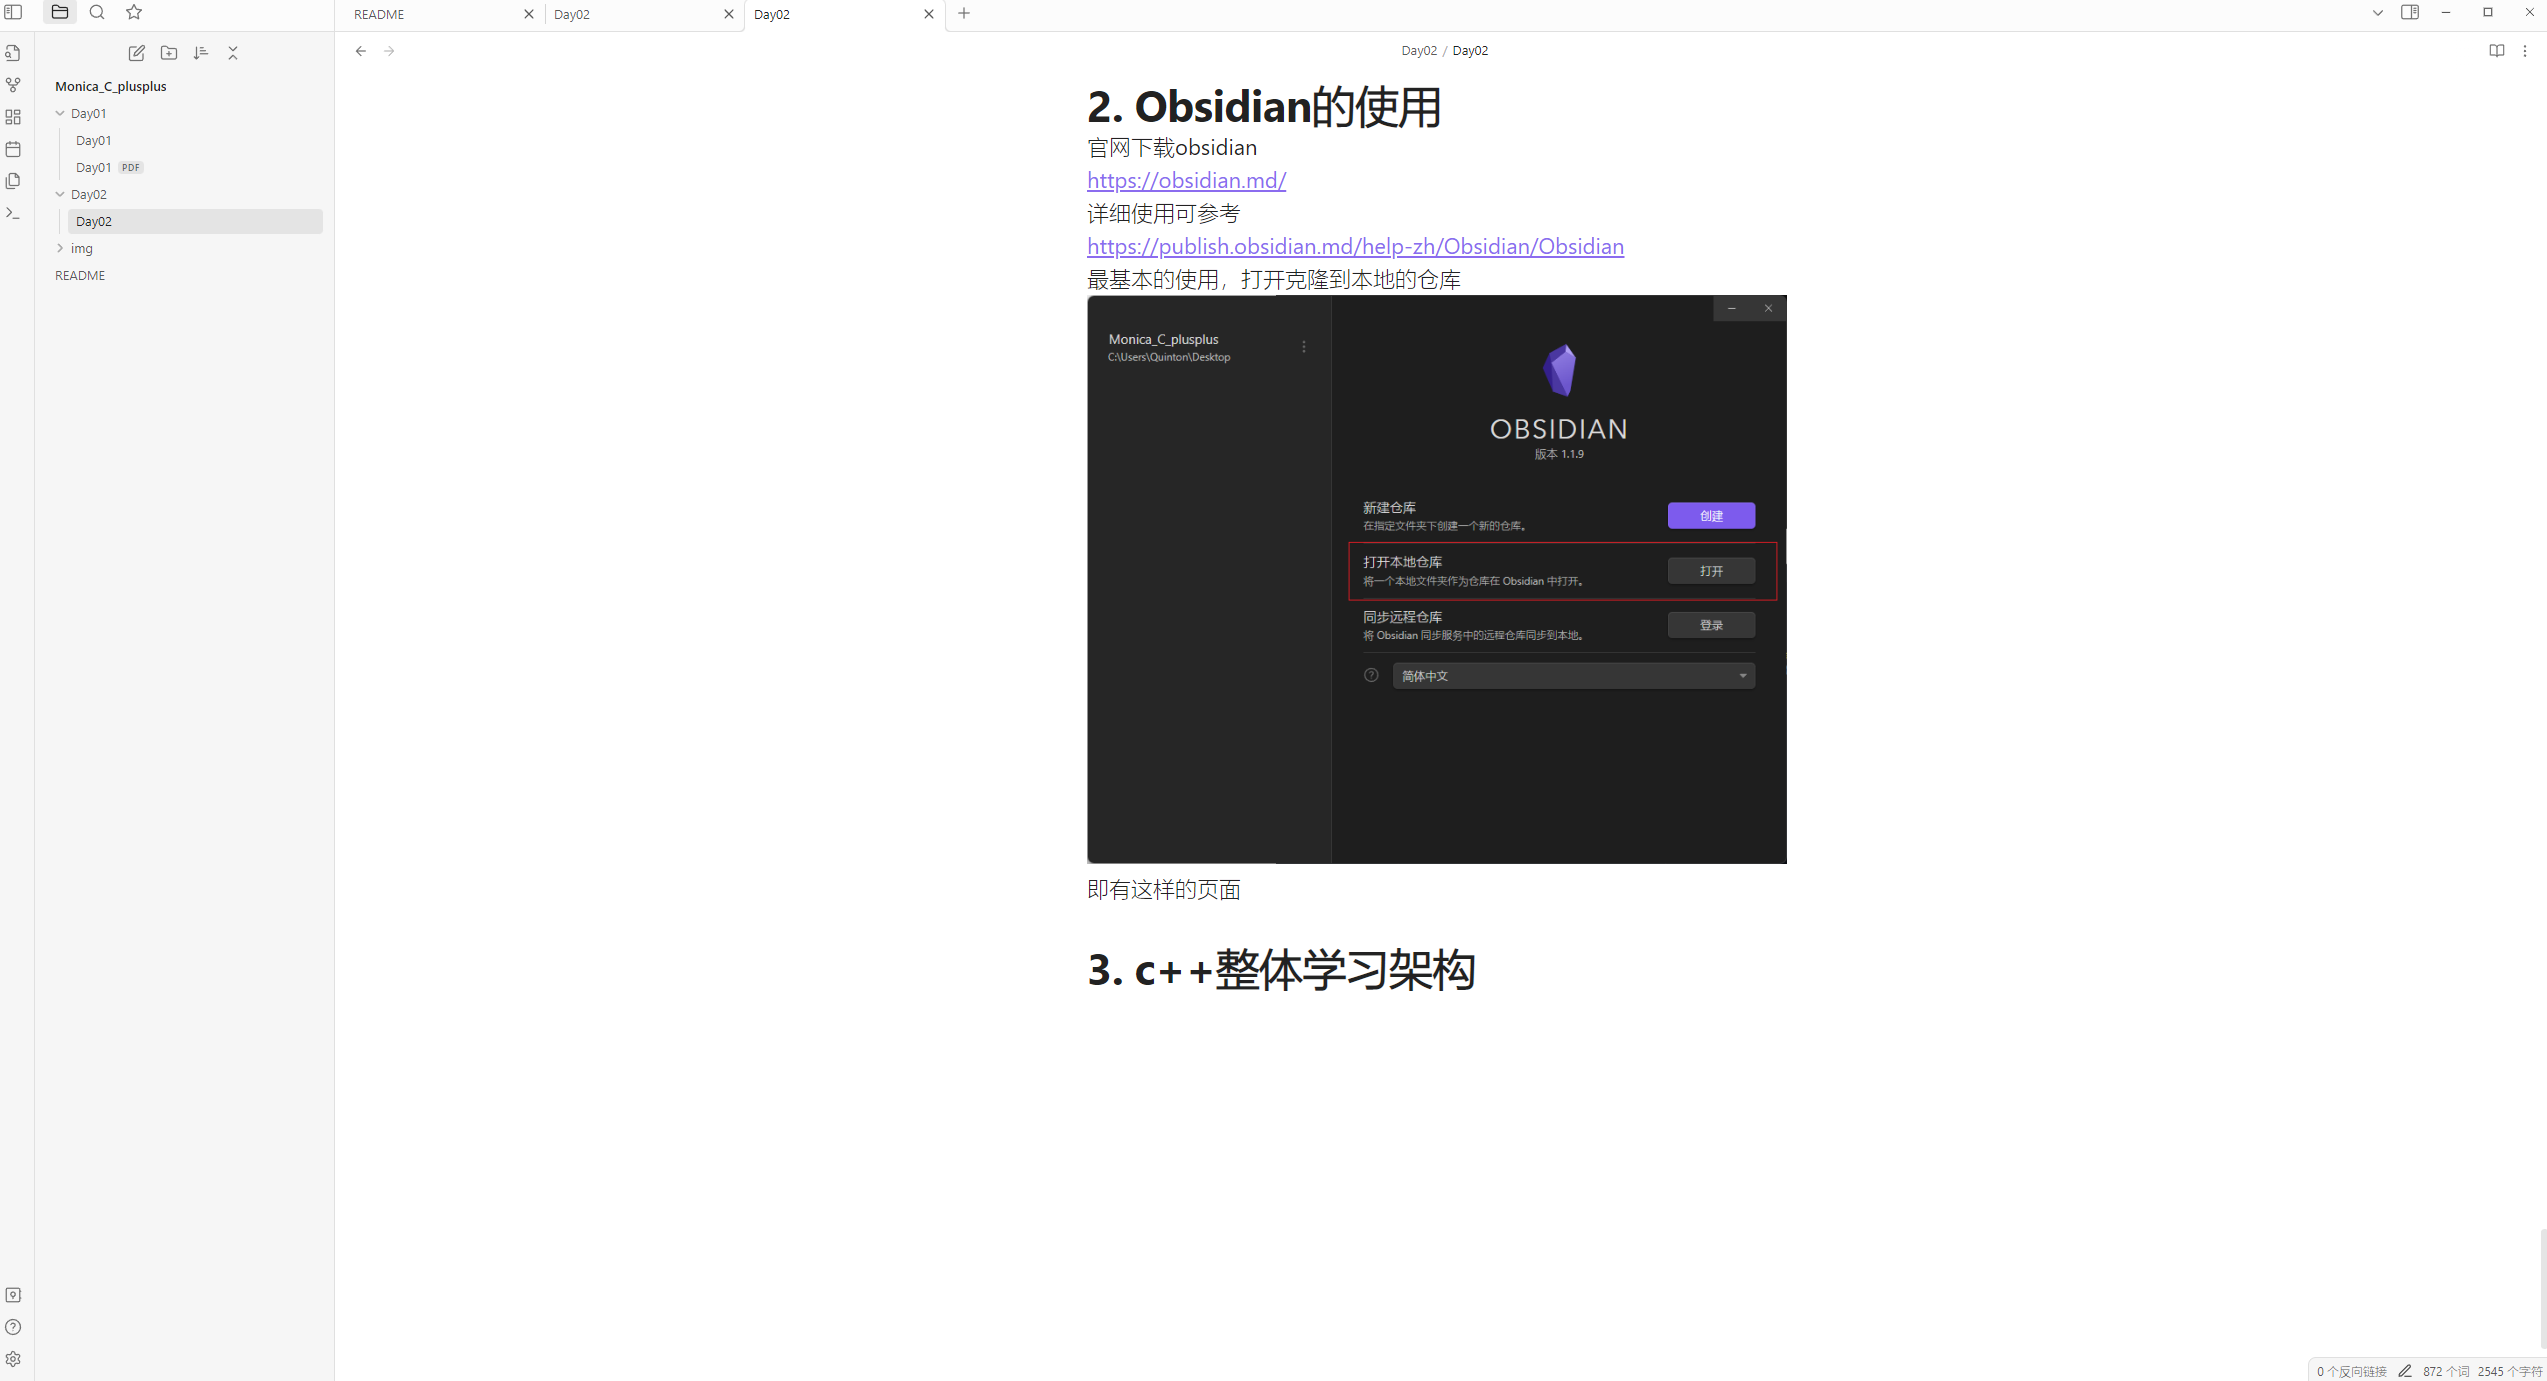 README
Day02
Day02
Day02 / Day02
Monica_C_plusplus
Day01
Day01
Day01 PDF
Day02
Day02
img
README
2. Obsidian的使用
官网下载obsidian
https://obsidian.md/
详细使用可参考
https://publish.obsidian.md/help-zh/Obsidian/Obsidian
最基本的使用，打开克隆到本地的仓库
Monica_C_plusplus
C:\Users\Quinton\Desktop
OBSIDIAN
版本 1.1.9
新建仓库
在指定文件夹下创建一个新的仓库。
创建
打开本地仓库
将一个本地文件夹作为仓库在 Obsidian 中打开。
打开
同步远程仓库
将 Obsidian 同步服务中的远程仓库同步到本地。
登录
简体中文
即有这样的页面
3. c++整体学习架构
0 个反向链接 872 个词 2545 个字符